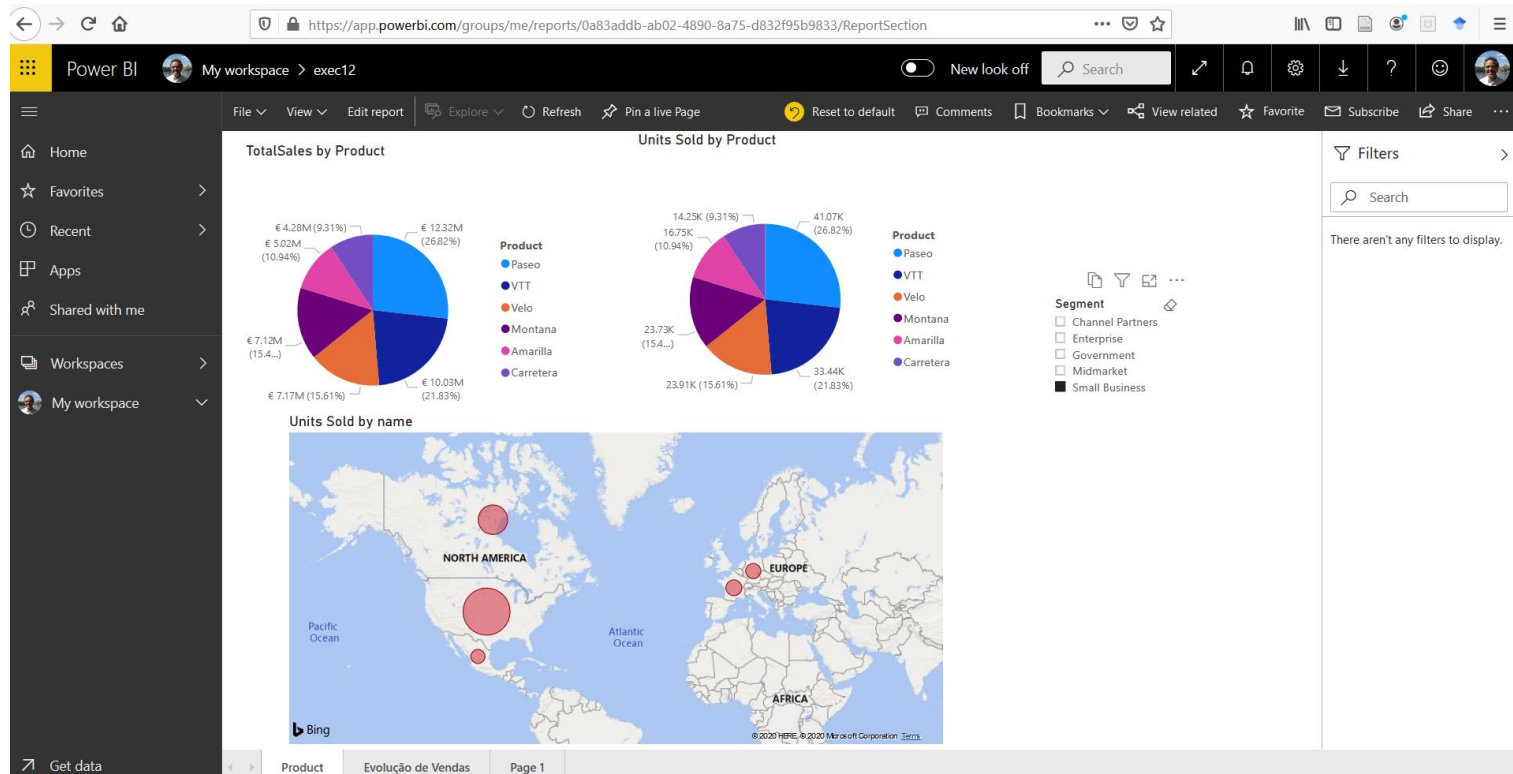 https://app.powerbi.com/groups/me/reports/0a83addb-ab02-4890-8a75-d832f95b9833/ReportSection
Power BI
My workspace > exec12
New look off
Search
File
View
Edit report
Explore
Refresh
Pin a live Page
Reset to default
Comments
Bookmarks
View related
Favorite
Subscribe
Share
Home
Favorites
Recent
Apps
Shared with me
Workspaces
My workspace
Get data
TotalSales by Product
€ 4.28M (9.31%)
€ 12.32M
(26.82%)
€ 5.02M
(10.94%)
€ 7.12M
(15.4...)
€ 10.03M
(21.83%)
€ 7.17M (15.61%)
Product
Paseo
VTT
Velo
Montana
Amarilla
Carretera
Units Sold by Product
14.25K (9.31%)
41.07K
(26.82%)
16.75K
(10.94%)
23.73K
(15.4...)
33.44K
(21.83%)
23.91K (15.61%)
Product
Paseo
VTT
Velo
Montana
Amarilla
Carretera
Segment
Channel Partners
Enterprise
Government
Midmarket
Small Business
Filters
Search
There aren't any filters to display.
Units Sold by name
NORTH AMERICA
EUROPE
Pacific
Ocean
Atlantic
Ocean
AFRICA
Bing
© 2020 HERE, © 2020 Microsoft Corporation Terms
Product
Evolução de Vendas
Page 1